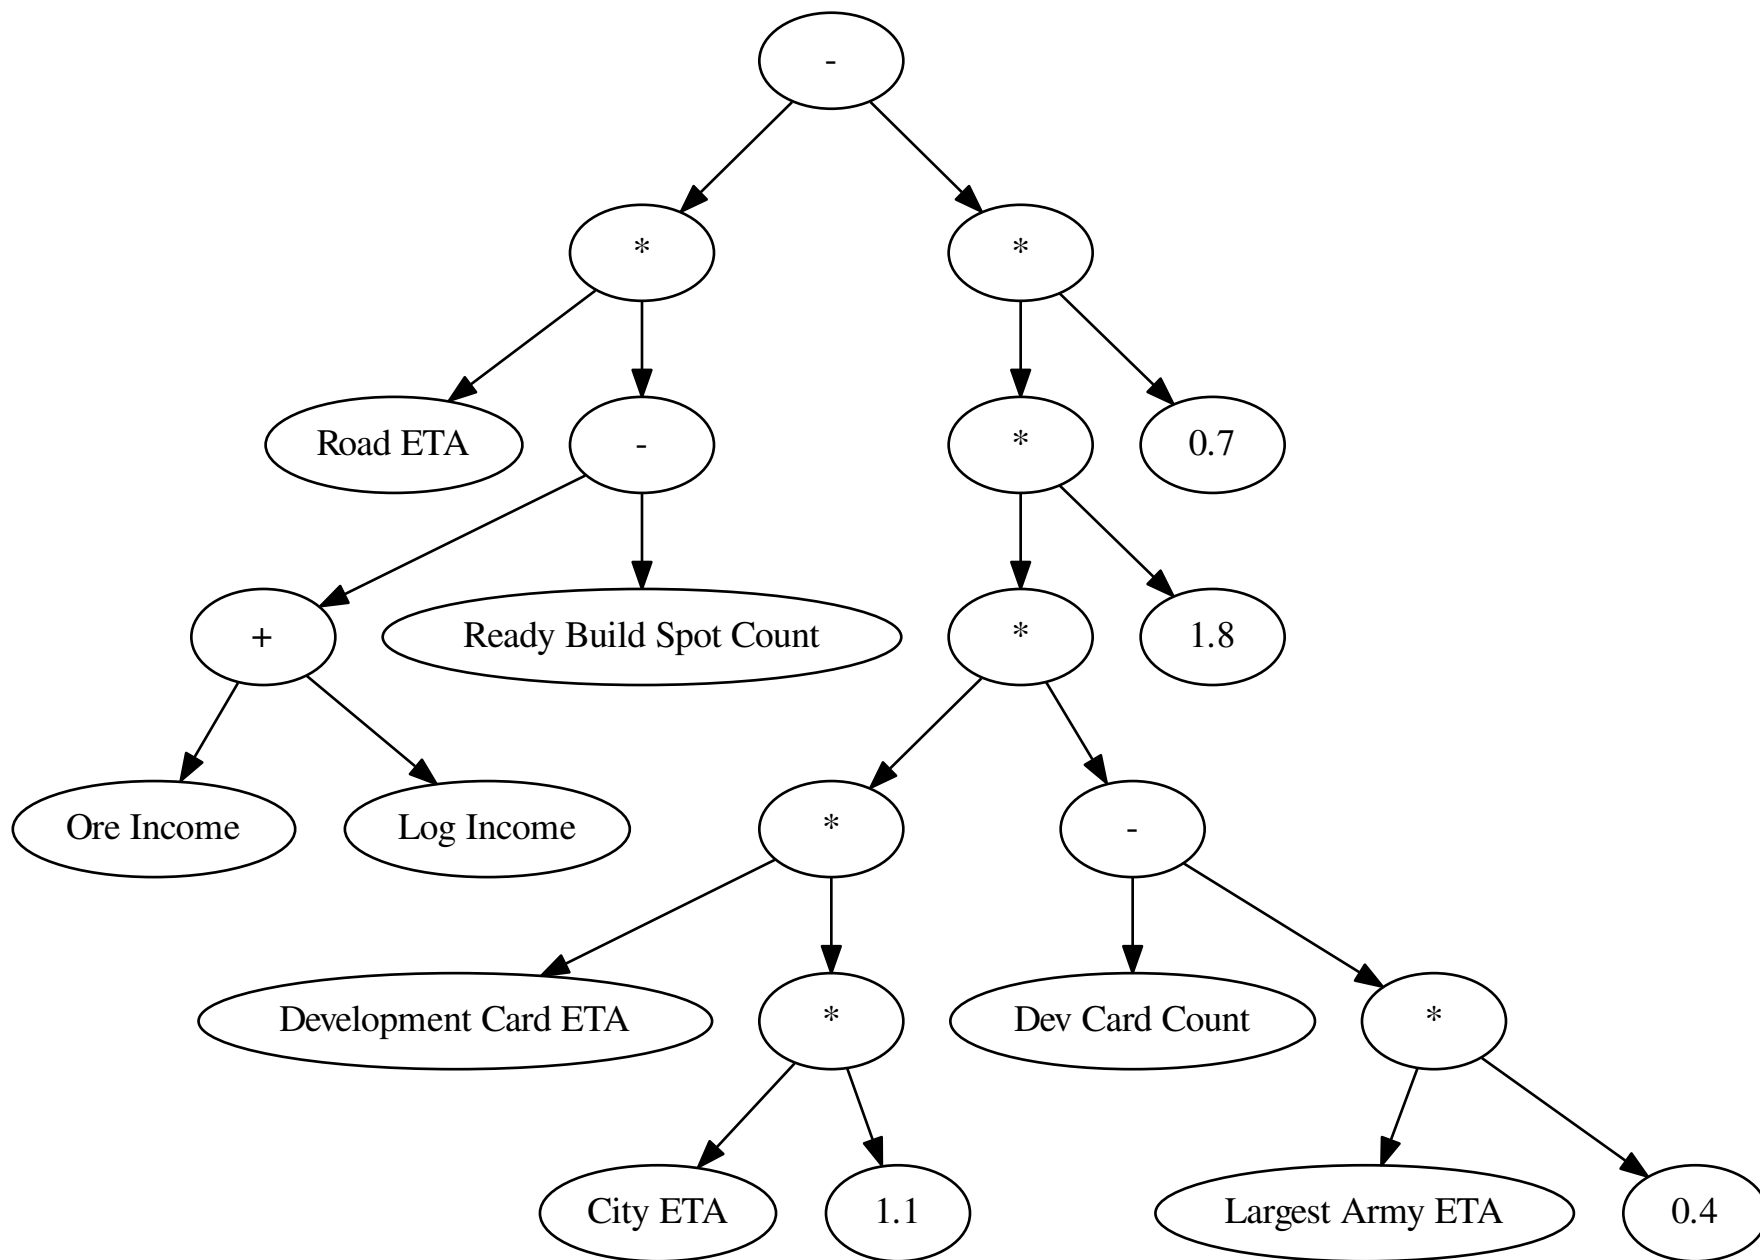 -
* *
Road ETA - * 0.7
+ Ready Build Spot Count * 1.8
Ore Income Log Income * -
Development Card ETA * Dev Card Count *
City ETA 1.1 Largest Army ETA 0.4